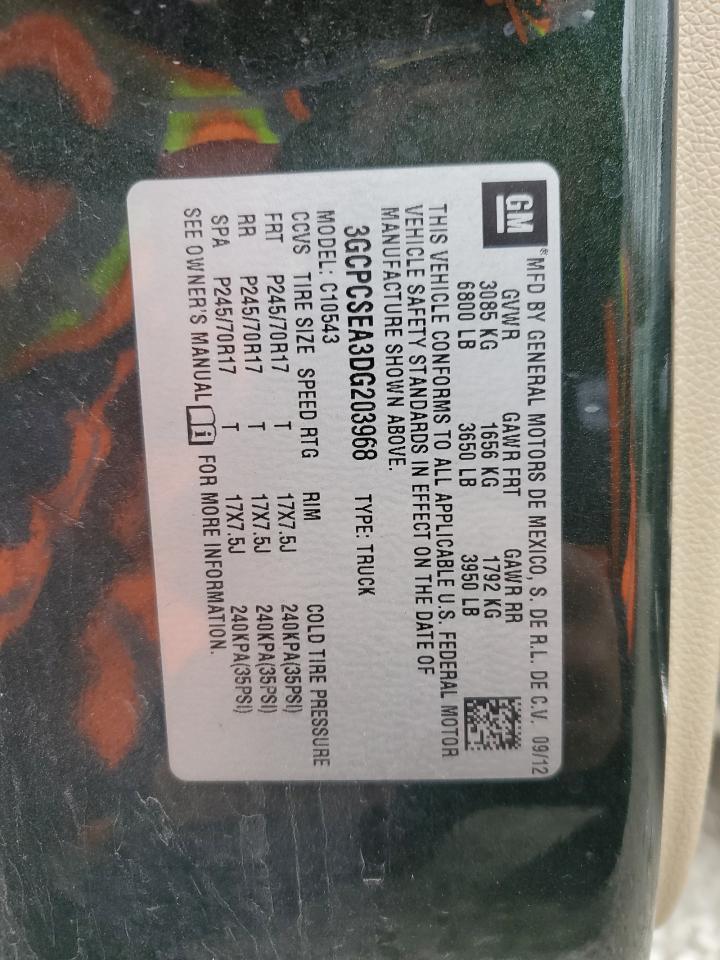 GM® MFD BY GENERAL MOTORS DE MEXICO, S. DE R.L. DE C.V. 09/12
GVWR GAWR FRT GAWR RR
3085 KG 1656 KG 1792 KG
6800 LB 3650 LB 3950 LB
THIS VEHICLE CONFORMS TO ALL APPLICABLE U.S. FEDERAL MOTOR
VEHICLE SAFETY STANDARDS IN EFFECT ON THE DATE OF
MANUFACTURE SHOWN ABOVE.
3GCPCSEA3DG203968 TYPE: TRUCK
MODEL: C10543
CCVS TIRE SIZE SPEED RTG RIM COLD TIRE PRESSURE
FRT P245/70R17 T 17X7.5J 240KPA(35PSI)
RR P245/70R17 T 17X7.5J 240KPA(35PSI)
SPA P245/70R17 T 17X7.5J 240KPA(35PSI)
SEE OWNER'S MANUAL FOR MORE INFORMATION.